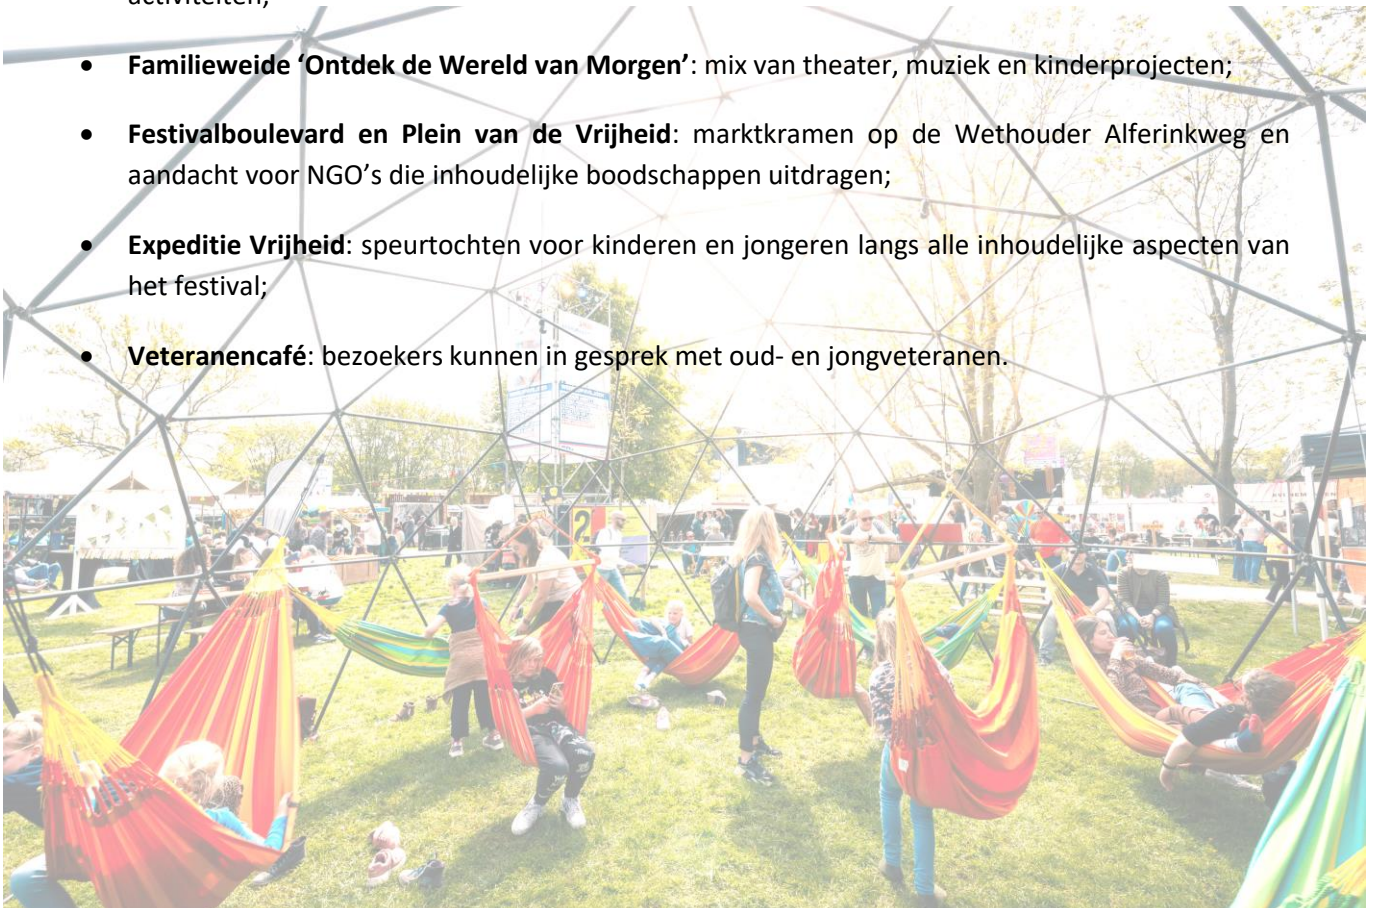 activiteiten;
• Familieweide ‘Ontdek de Wereld van Morgen’: mix van theater, muziek en kinderprojecten;
• Festivalboulevard en Plein van de Vrijheid: marktkramen op de Wethouder Alferinkweg en
aandacht voor NGO’s die inhoudelijke boodschappen uitdragen;
• Expeditie Vrijheid: speurtochten voor kinderen en jongeren langs alle inhoudelijke aspecten van
het festival;
• Veteranencafé: bezoekers kunnen in gesprek met oud- en jongveteranen.
2